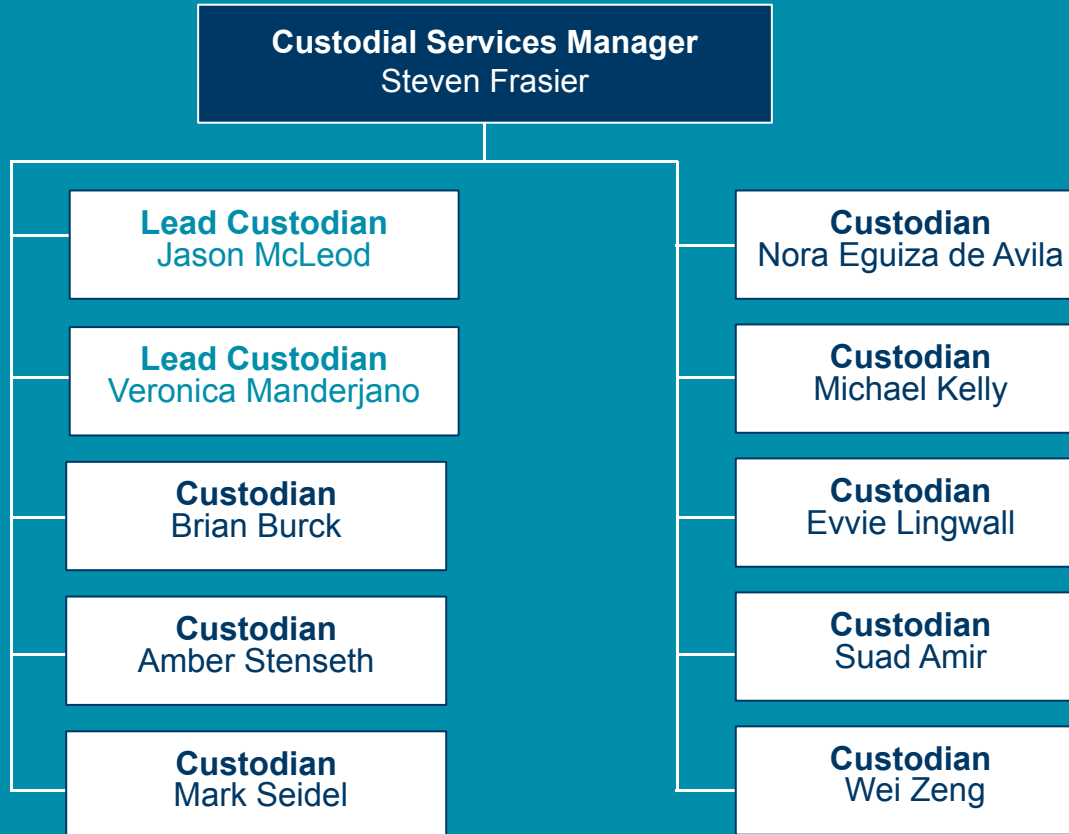 Custodial Services Manager
Steven Frasier
Lead Custodian
Jason McLeod
Lead Custodian
Veronica Manderjano
Custodian
Brian Burck
Custodian
Amber Stenseth
Custodian
Mark Seidel
Custodian
Nora Eguiza de Avila
Custodian
Michael Kelly
Custodian
Evvie Lingwall
Custodian
Suad Amir
Custodian
Wei Zeng